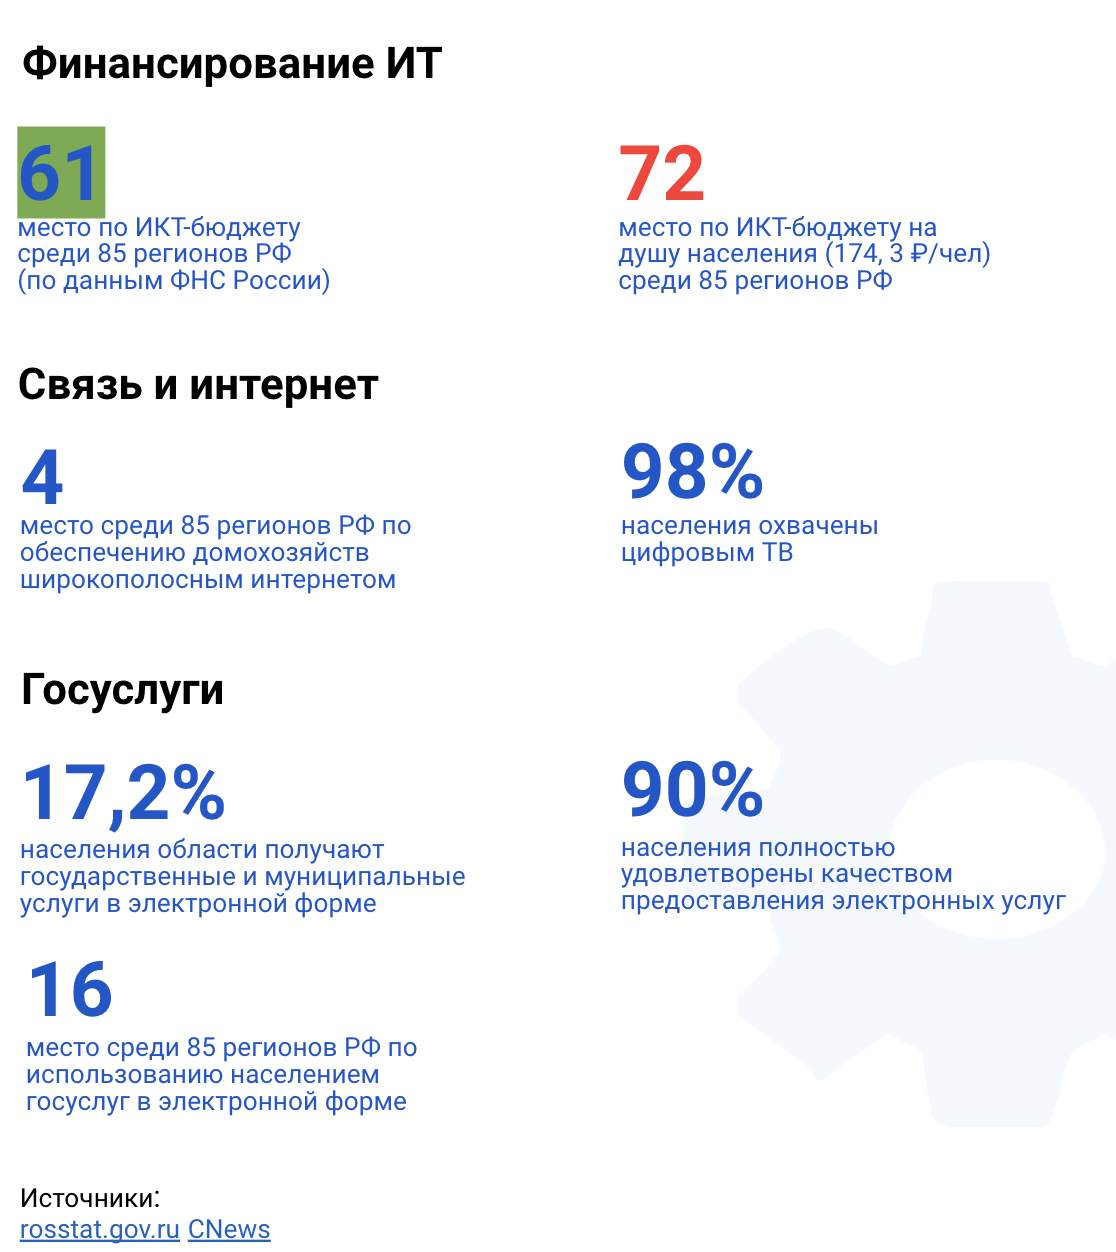 Финансирование ИТ
61
место по ИКТ-бюджету
среди 85 регионов РФ
(по данным ФНС России)
72
место по ИКТ-бюджету на
душу населения (174, 3 ₽/чел)
среди 85 регионов РФ
Связь и интернет
4
место среди 85 регионов РФ по
обеспечению домохозяйств
широкополосным интернетом
98%
населения охвачены
цифровым ТВ
Госуслуги
17,2%
населения области получают
государственные и муниципальные
услуги в электронной форме
90%
населения полностью
удовлетворены качеством
предоставления электронных услуг
16
место среди 85 регионов РФ по
использованию населением
госуслуг в электронной форме
Источники:
rosstat.gov.ru CNews